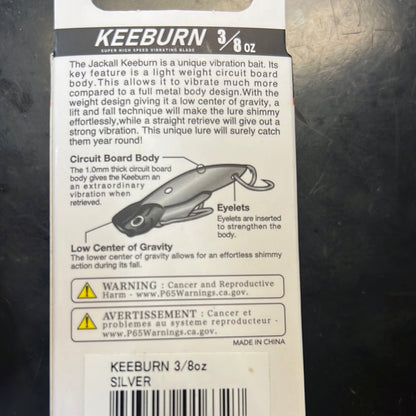 KEEBURN 3/8 oz
SUPER HIGH SPEED VIBRATING BLADE
The Jackall Keeburn is a unique vibration bait. Its
key feature is a light weight circuit board
body.This allows it to vibrate much more
compared to a full metal body design.With the
weight design giving it a low center of gravity, a
lift and fall technique will make the lure shimmy
effortlessly,while a straight retrieve will give out a
strong vibration. This unique lure will surely catch
them year round!
Circuit Board Body
The 1.0mm thick circuit board
body gives the Keeburn an
an extraordinary
vibration when
retrieved.
Eyelets
Eyelets are inserted
to strengthen the
body.
Low Center of Gravity
The lower center of gravity allows for an effortless shimmy
action during its fall.
WARNING : Cancer and Reproductive
Harm - www.P65Warnings.ca.gov.
AVERTISSEMENT : Cancer et
problemes au systeme reproducteur -
www.P65Warnings.ca.gov.
MADE IN CHINA
KEEBURN 3/8oz
SILVER